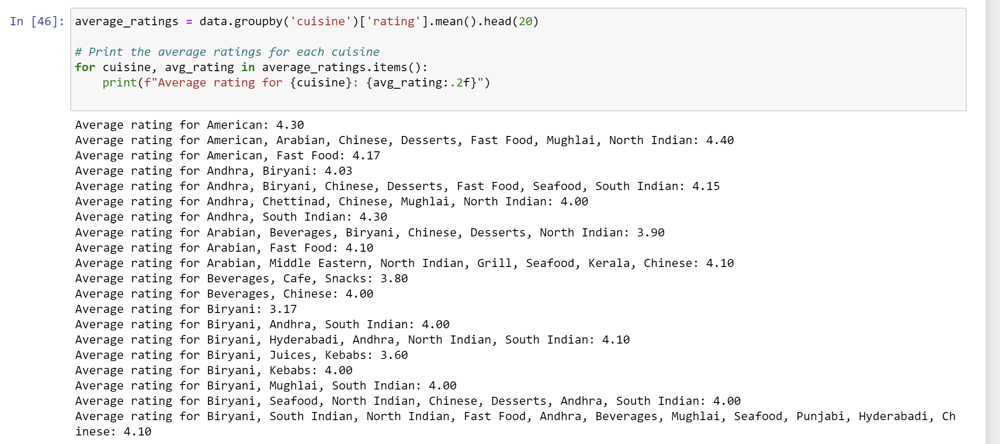 In [46]: average_ratings = data.groupby('cuisine')['rating'].mean().head(20)
# Print the average ratings for each cuisine
for cuisine, avg_rating in average_ratings.items():
    print(f"Average rating for {cuisine}: {avg_rating:.2f}")
Average rating for American: 4.30
Average rating for American, Arabian, Chinese, Desserts, Fast Food, Mughlai, North Indian: 4.40
Average rating for American, Fast Food: 4.17
Average rating for Andhra, Biryani: 4.03
Average rating for Andhra, Biryani, Chinese, Desserts, Fast Food, Seafood, South Indian: 4.15
Average rating for Andhra, Chettinad, Chinese, Mughlai, North Indian: 4.00
Average rating for Andhra, South Indian: 4.30
Average rating for Arabian, Beverages, Biryani, Chinese, Desserts, North Indian: 3.90
Average rating for Arabian, Fast Food: 4.10
Average rating for Arabian, Middle Eastern, North Indian, Grill, Seafood, Kerala, Chinese: 4.10
Average rating for Beverages, Cafe, Snacks: 3.80
Average rating for Beverages, Chinese: 4.00
Average rating for Biryani: 3.17
Average rating for Biryani, Andhra, South Indian: 4.00
Average rating for Biryani, Hyderabadi, Andhra, North Indian, South Indian: 4.10
Average rating for Biryani, Juices, Kebabs: 3.60
Average rating for Biryani, Kebabs: 4.00
Average rating for Biryani, Mughlai, South Indian: 4.00
Average rating for Biryani, Seafood, North Indian, Chinese, Desserts, Andhra, South Indian: 4.00
Average rating for Biryani, South Indian, North Indian, Fast Food, Andhra, Beverages, Mughlai, Seafood, Punjabi, Hyderabadi, Ch
inese: 4.10